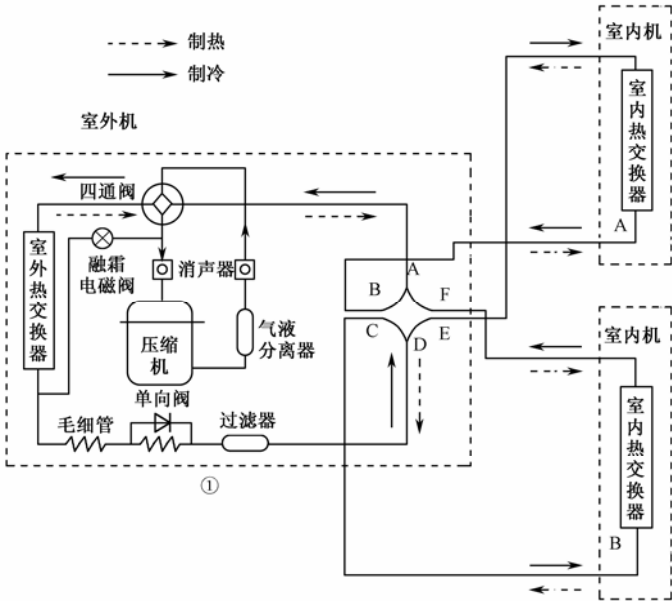 制热
制冷
室外机
四通阀
融霜
电磁阀
消声器
室外热交换器
压缩
机
气液
分离器
单向阀
毛细管
过滤器
①
A
B
F
C
E
D
室内机
室内热交换器
A
室内机
室内热交换器
B